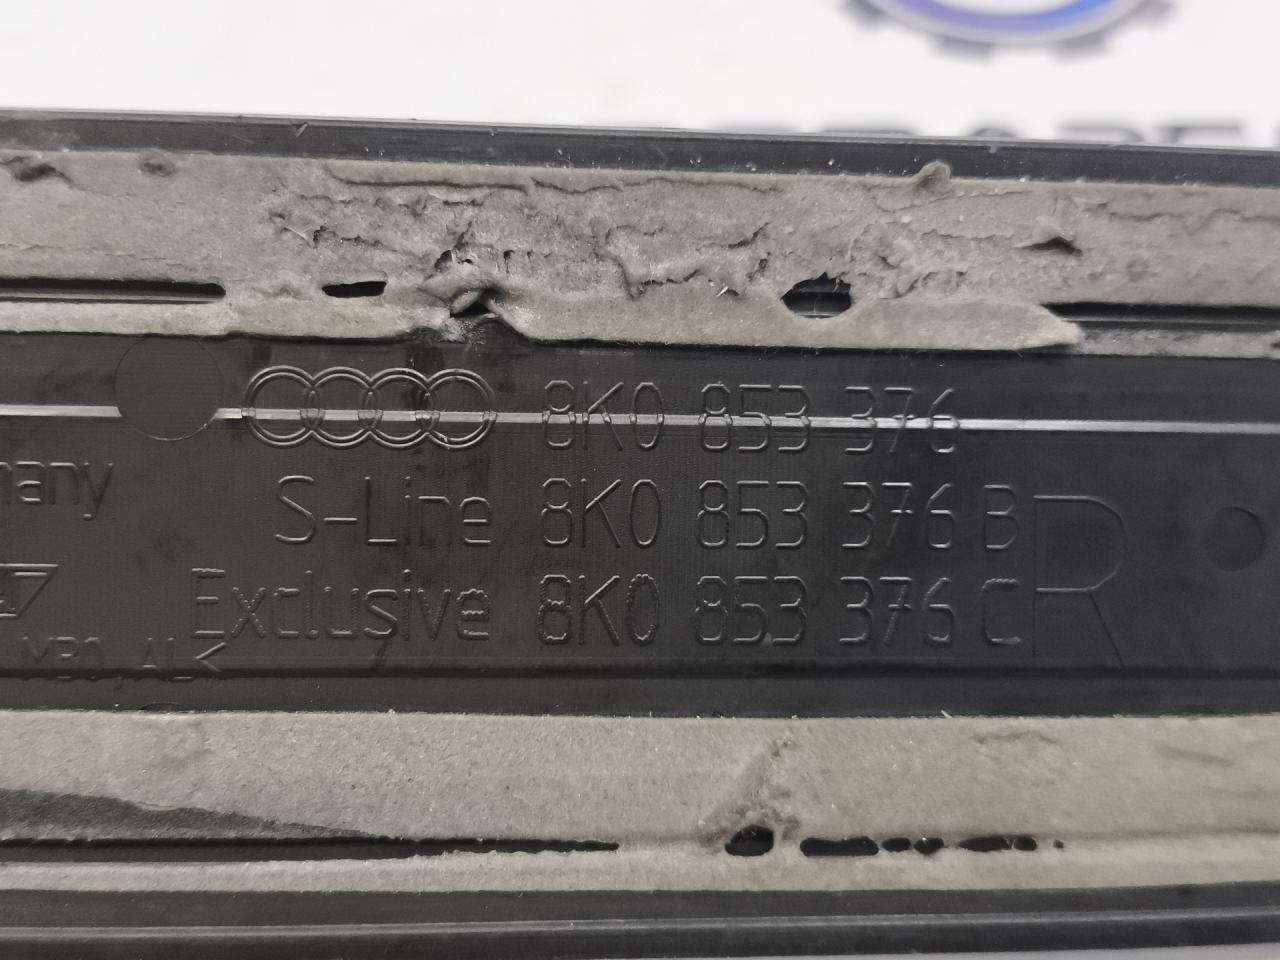 8K0 853 376
many
S-Line 8K0 853 376 B
R
Exclusive 8K0 853 376 C